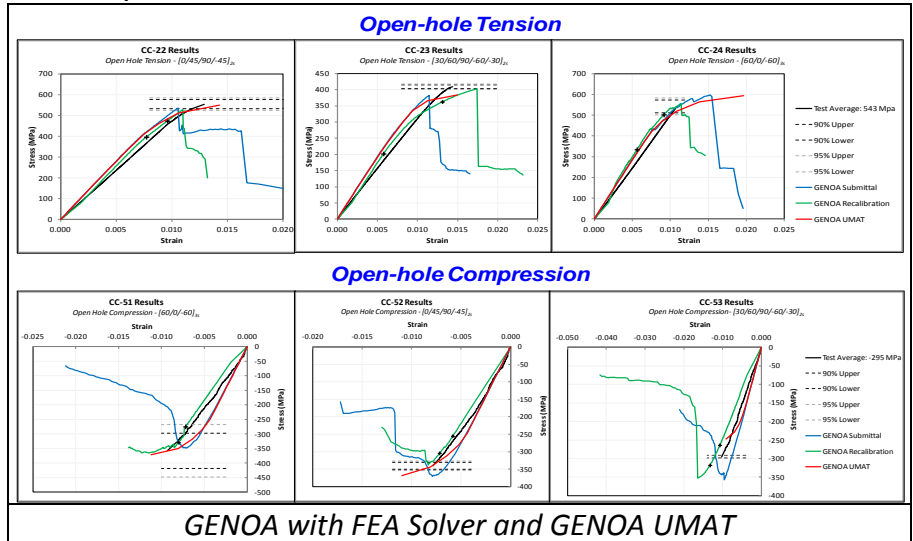 Open-hole Tension
CC-22 Results
Open Hole Tension - [0/45/90/-45]2s
Stress (MPa)
700
600
500
400
300
200
100
0
0.000
0.005
0.010
0.015
0.020
Strain
CC-23 Results
Open Hole Tension - [30/60/90/-60/-30]2s
Stress (MPa)
450
400
350
300
250
200
150
100
50
0
0.000
0.005
0.010
0.015
0.020
0.025
Strain
CC-24 Results
Open Hole Tension - [60/0/-60]2s
Stress (MPa)
700
600
500
400
300
200
100
0
0.000
0.005
0.010
0.015
0.020
0.025
Strain
Test Average: 543 Mpa
90% Upper
90% Lower
95% Upper
95% Lower
GENOA Submittal
GENOA Recalibration
GENOA UMAT
Open-hole Compression
CC-51 Results
Open Hole Compression - [60/0/-60]3s
Strain
-0.025
-0.020
-0.015
-0.010
-0.005
0.000
0
-50
-100
-150
-200
-250
-300
-350
-400
-450
-500
Stress (MPa)
CC-52 Results
Open Hole Compression - [0/45/90/-45]2s
Strain
-0.020
-0.015
-0.010
-0.005
0.000
0
-50
-100
-150
-200
-250
-300
-350
-400
Stress (MPa)
CC-53 Results
Open Hole Compression - [30/60/90/-60/-30]2s
Strain
-0.050
-0.040
-0.030
-0.020
-0.010
0.000
0
-50
-100
-150
-200
-250
-300
-350
-400
Stress (MPa)
Test Average: -295 MPa
90% Upper
90% Lower
95% Upper
95% Lower
GENOA Submittal
GENOA Recalibration
GENOA UMAT
GENOA with FEA Solver and GENOA UMAT